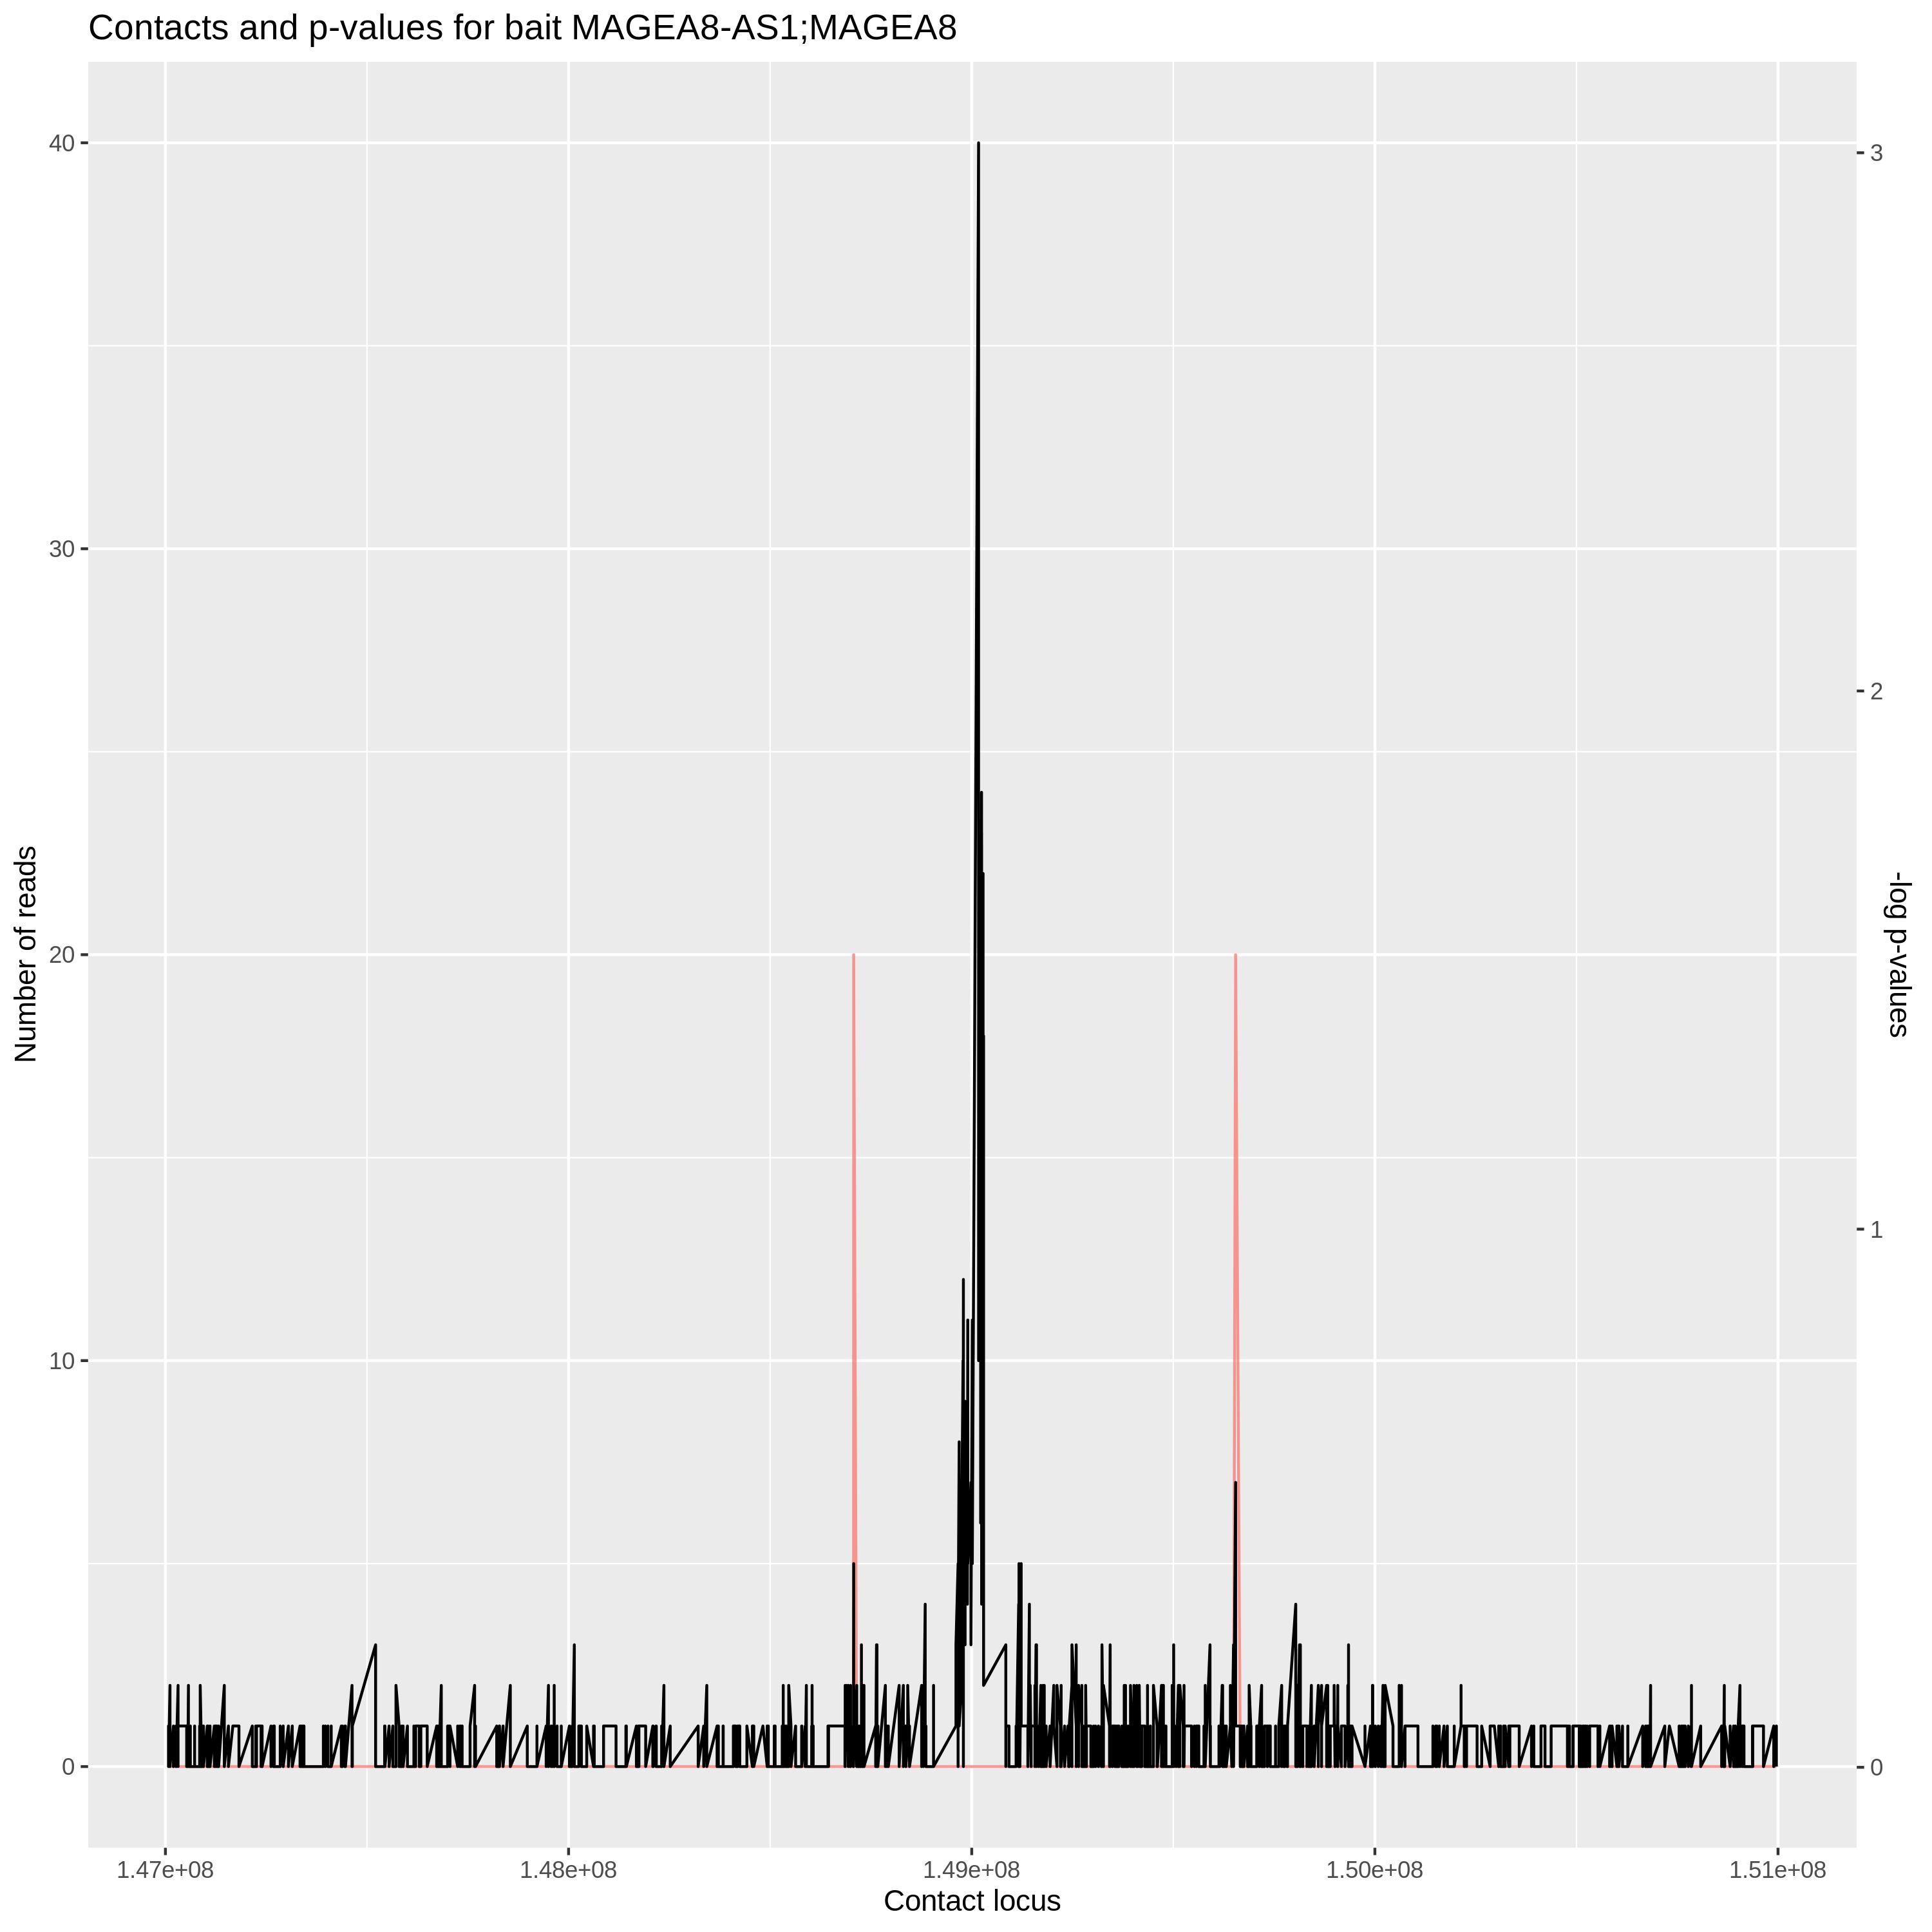 Contacts and p-values for bait MAGEA8-AS1;MAGEA8
40
30
20
10
0
Number of reads
3
2
1
0
-log p-values
1.47e+08
1.48e+08
1.49e+08
1.50e+08
1.51e+08
Contact locus